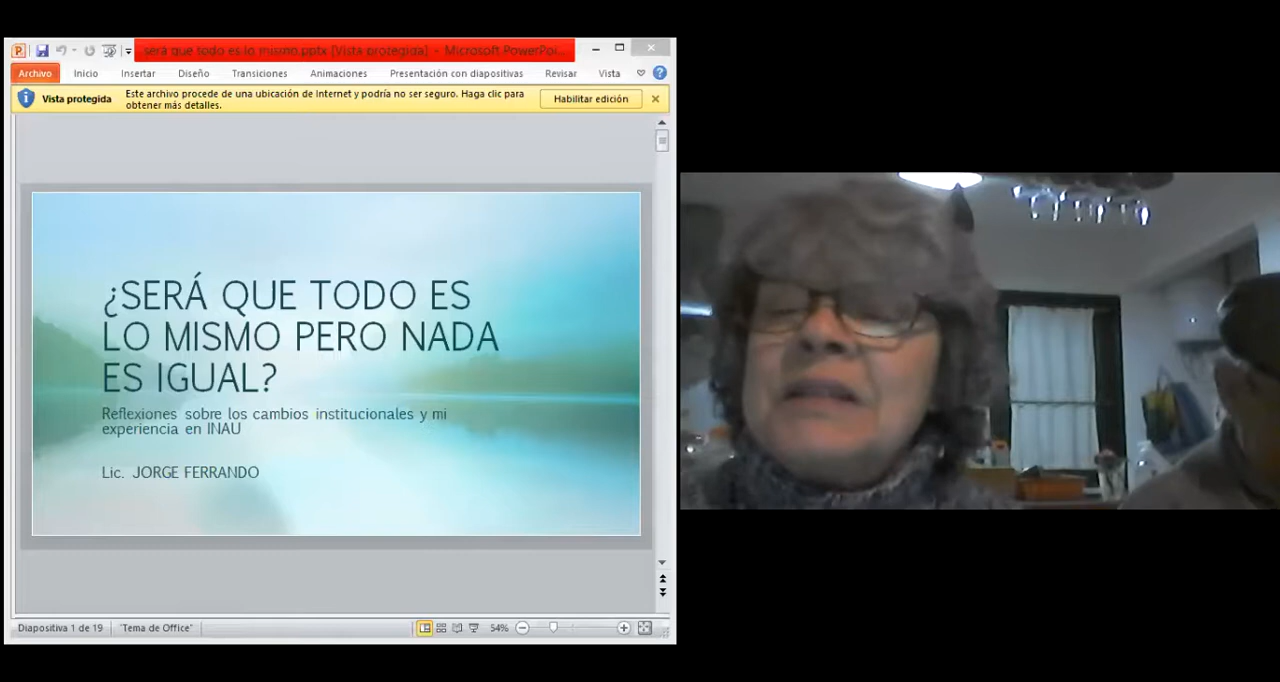 será que todo es lo mismo.pptx [Vista protegida] - Microsoft PowerPoi...
Archivo Inicio Insertar Diseño Transiciones Animaciones Presentación con diapositivas Revisar Vista
Vista protegida Este archivo procede de una ubicación de Internet y podría no ser seguro. Haga clic para Habilitar edición
obtener más detalles.
¿SERÁ QUE TODO ES
LO MISMO PERO NADA
ES IGUAL?
Reflexiones sobre los cambios institucionales y mi
experiencia en INAU
Lic. JORGE FERRANDO
Diapositiva 1 de 19 "Tema de Office" 54%